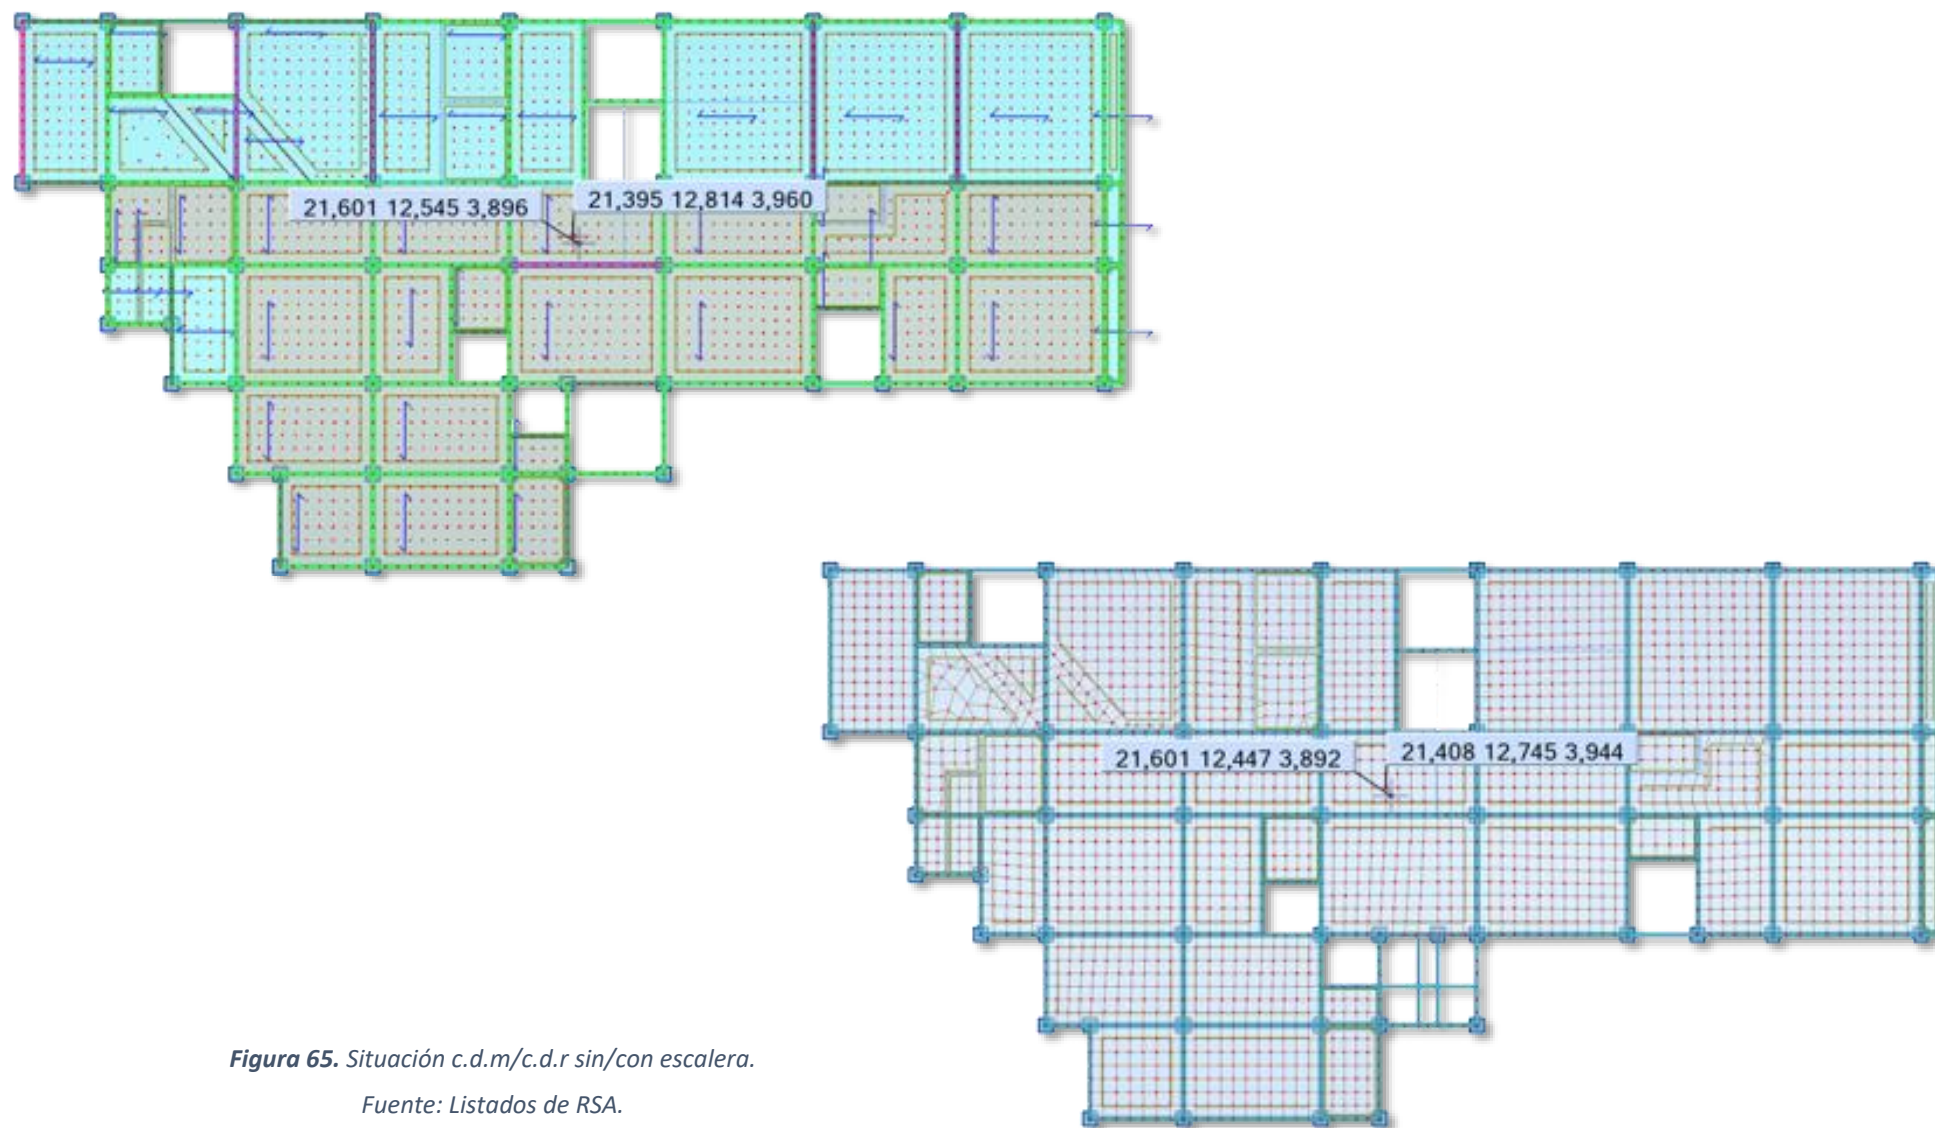 21,601 12,545 3,896
21,395 12,814 3,960
21,601 12,447 3,892
21,408 12,745 3,944
Figura 65. Situación c.d.m/c.d.r sin/con escalera.
Fuente: Listados de RSA.